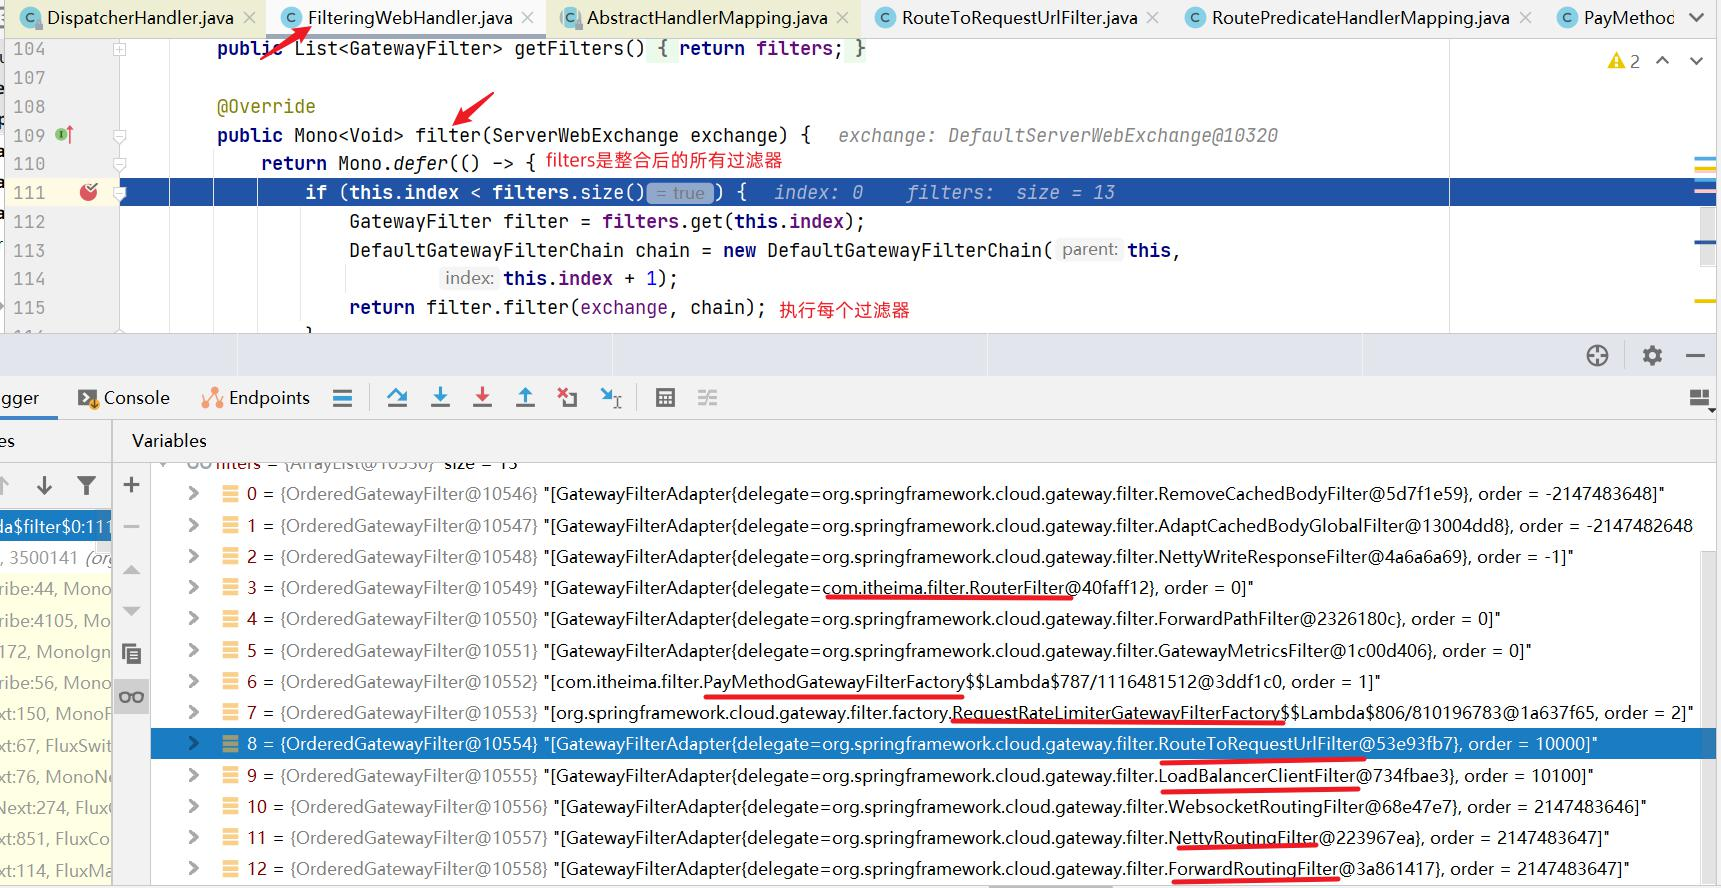 DispatcherHandler.java FilteringWebHandler.java AbstractHandlerMapping.java RouteToRequestUrlFilter.java RoutePredicateHandlerMapping.java PayMethod
104 public List<GatewayFilter> getFilters() { return filters; }
2
107
108 @Override
109 public Mono<Void> filter(ServerWebExchange exchange) { exchange: DefaultServerWebExchange@10320
110 return Mono.defer(() -> { filters是整合后的所有过滤器
111 if (this.index < filters.size() = true ) { index: 0 filters: size = 13
112 GatewayFilter filter = filters.get(this.index);
113 DefaultGatewayFilterChain chain = new DefaultGatewayFilterChain( parent: this,
114 index: this.index + 1);
115 return filter.filter(exchange, chain); 执行每个过滤器
gger Console Endpoints
es Variables
filters = {ArrayList@10530} size = 13
0 = {OrderedGatewayFilter@10546} "[GatewayFilterAdapter{delegate=org.springframework.cloud.gateway.filter.RemoveCachedBodyFilter@5d7f1e59}, order = -2147483648]"
da$filter$0:111 1 = {OrderedGatewayFilter@10547} "[GatewayFilterAdapter{delegate=org.springframework.cloud.gateway.filter.AdaptCachedBodyGlobalFilter@13004dd8}, order = -2147482648
, 3500141 (org 2 = {OrderedGatewayFilter@10548} "[GatewayFilterAdapter{delegate=org.springframework.cloud.gateway.filter.NettyWriteResponseFilter@4a6a6a69}, order = -1]"
ribe:44, Mono 3 = {OrderedGatewayFilter@10549} "[GatewayFilterAdapter{delegate=com.itheima.filter.RouterFilter@40faff12}, order = 0]"
ribe:4105, Mo 4 = {OrderedGatewayFilter@10550} "[GatewayFilterAdapter{delegate=org.springframework.cloud.gateway.filter.ForwardPathFilter@2326180c}, order = 0]"
172, MonoIgn 5 = {OrderedGatewayFilter@10551} "[GatewayFilterAdapter{delegate=org.springframework.cloud.gateway.filter.GatewayMetricsFilter@1c00d406}, order = 0]"
ribe:56, Mono 6 = {OrderedGatewayFilter@10552} "[com.itheima.filter.PayMethodGatewayFilterFactory$$Lambda$787/1116481512@3ddf1c0, order = 1]"
xt:150, MonoF 7 = {OrderedGatewayFilter@10553} "[org.springframework.cloud.gateway.filter.factory.RequestRateLimiterGatewayFilterFactory$$Lambda$806/810196783@1a637f65, order = 2]"
xt:67, FluxSwit 8 = {OrderedGatewayFilter@10554} "[GatewayFilterAdapter{delegate=org.springframework.cloud.gateway.filter.RouteToRequestUrlFilter@53e93fb7}, order = 10000]"
xt:76, MonoNe 9 = {OrderedGatewayFilter@10555} "[GatewayFilterAdapter{delegate=org.springframework.cloud.gateway.filter.LoadBalancerClientFilter@734fbae3}, order = 10100]"
Next:274, FluxC 10 = {OrderedGatewayFilter@10556} "[GatewayFilterAdapter{delegate=org.springframework.cloud.gateway.filter.WebsocketRoutingFilter@68e47e7}, order = 2147483646]"
xt:851, FluxCo 11 = {OrderedGatewayFilter@10557} "[GatewayFilterAdapter{delegate=org.springframework.cloud.gateway.filter.NettyRoutingFilter@223967ea}, order = 2147483647]"
xt:114, FluxMa 12 = {OrderedGatewayFilter@10558} "[GatewayFilterAdapter{delegate=org.springframework.cloud.gateway.filter.ForwardRoutingFilter@3a861417}, order = 2147483647]"